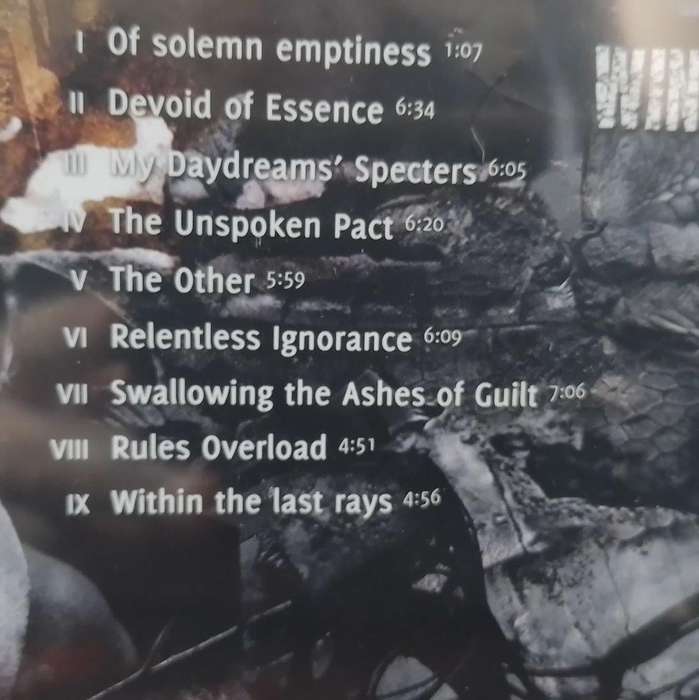 I Of solemn emptiness 1:07
II Devoid of Essence 6:34
III My Daydreams' Specters 6:05
IV The Unspoken Pact 6:20
V The Other 5:59
VI Relentless Ignorance 6:09
VII Swallowing the Ashes of Guilt 7:06
VIII Rules Overload 4:51
IX Within the last rays 4:56